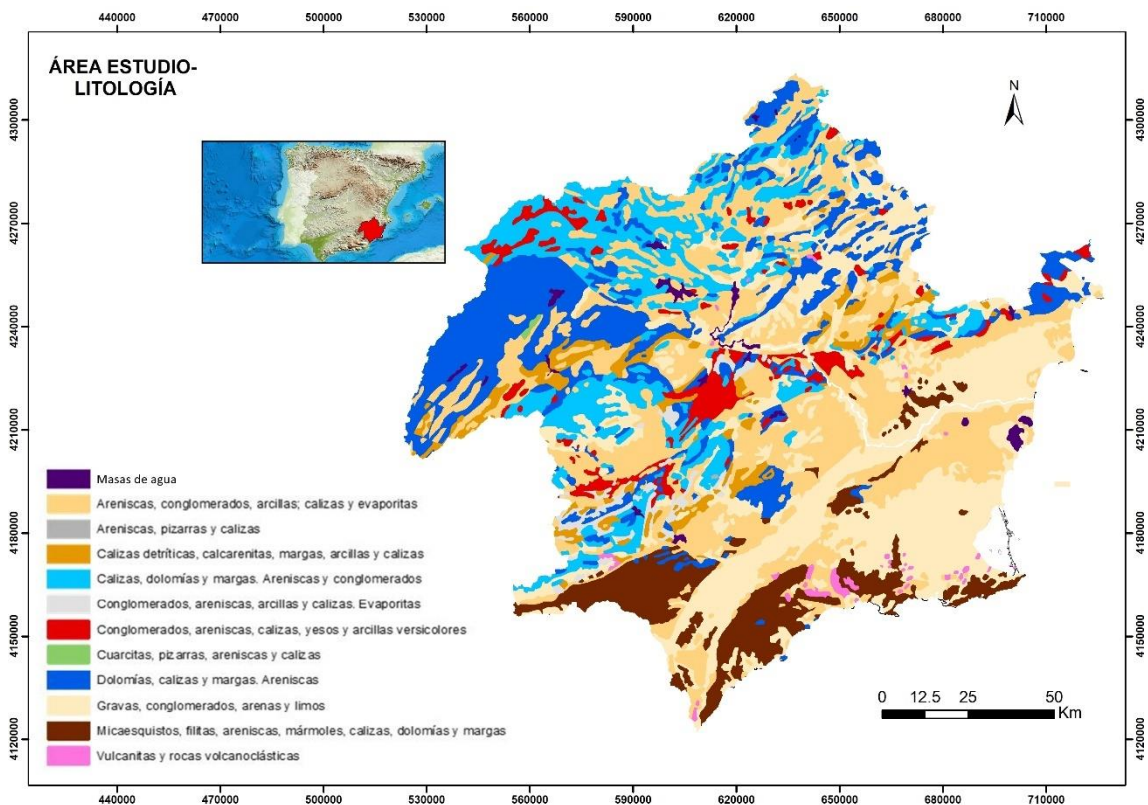 440000 470000 500000 530000 560000 590000 620000 650000 680000 710000
ÁREA ESTUDIO-
LITOLOGÍA
N
4300000 4300000
4270000 4270000
4240000 4240000
4210000 4210000
4180000 4180000
4150000 4150000
4120000 4120000
Masas de agua
Areniscas, conglomerados, arcillas; calizas y evaporitas
Areniscas, pizarras y calizas
Calizas detríticas, calcarenitas, margas, arcillas y calizas
Calizas, dolomías y margas. Areniscas y conglomerados
Conglomerados, areniscas, arcillas y calizas. Evaporitas
Conglomerados, areniscas, calizas, yesos y arcillas versicolores
Cuarcitas, pizarras, areniscas y calizas
Dolomías, calizas y margas. Areniscas
Gravas, conglomerados, arenas y limos
Micaesquistos, filitas, areniscas, mármoles, calizas, dolomías y margas
Vulcanitas y rocas volcanoclásticas
0 12.5 25 50
Km
440000 470000 500000 530000 560000 590000 620000 650000 680000 710000